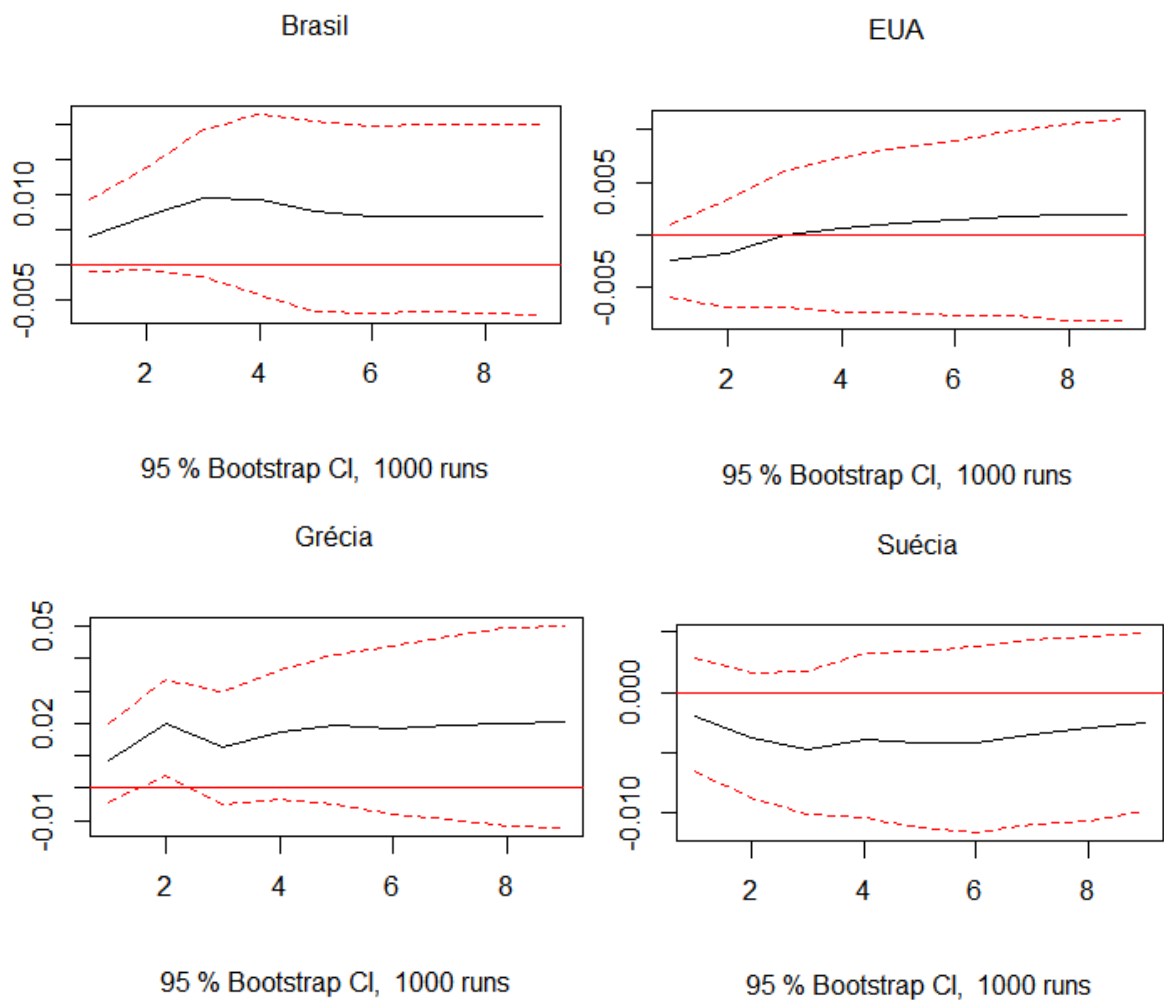 Brasil
EUA
0.010
-0.005
2 4 6 8
0.005
-0.005
2 4 6 8
95 % Bootstrap CI, 1000 runs
95 % Bootstrap CI, 1000 runs
Grécia
Suécia
0.05
0.02
-0.01
2 4 6 8
0.000
-0.010
2 4 6 8
95 % Bootstrap CI, 1000 runs
95 % Bootstrap CI, 1000 runs